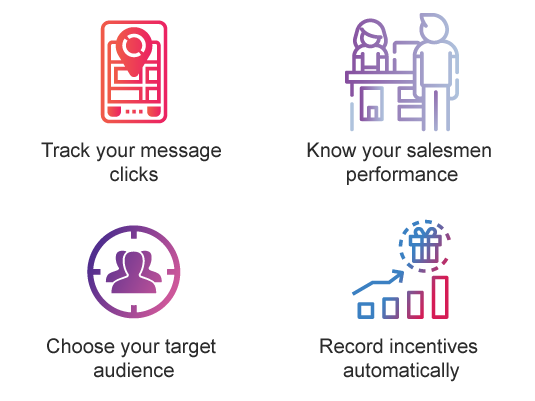 Track your message
clicks
Know your salesmen
performance
Choose your target
audience
Record incentives
automatically